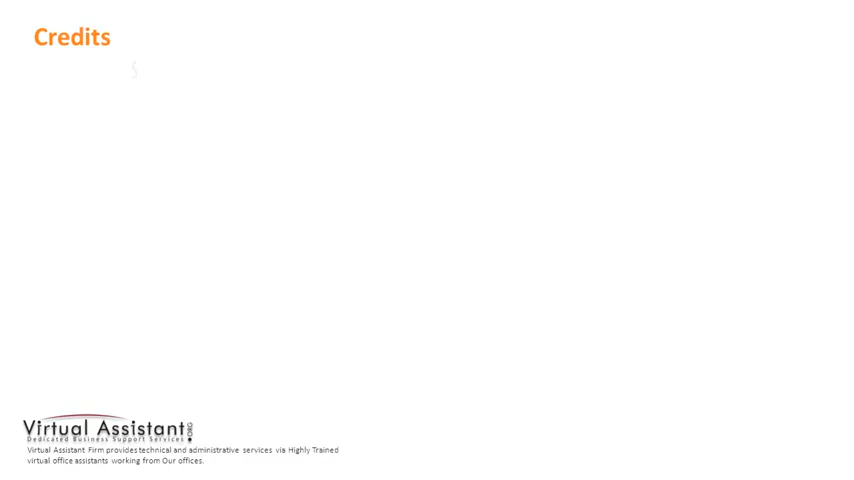 Credits
Virtual Assistant.ORG
Dedicated Business Support Services
Virtual Assistant Firm provides technical and administrative services via Highly Trained
virtual office assistants working from Our offices.